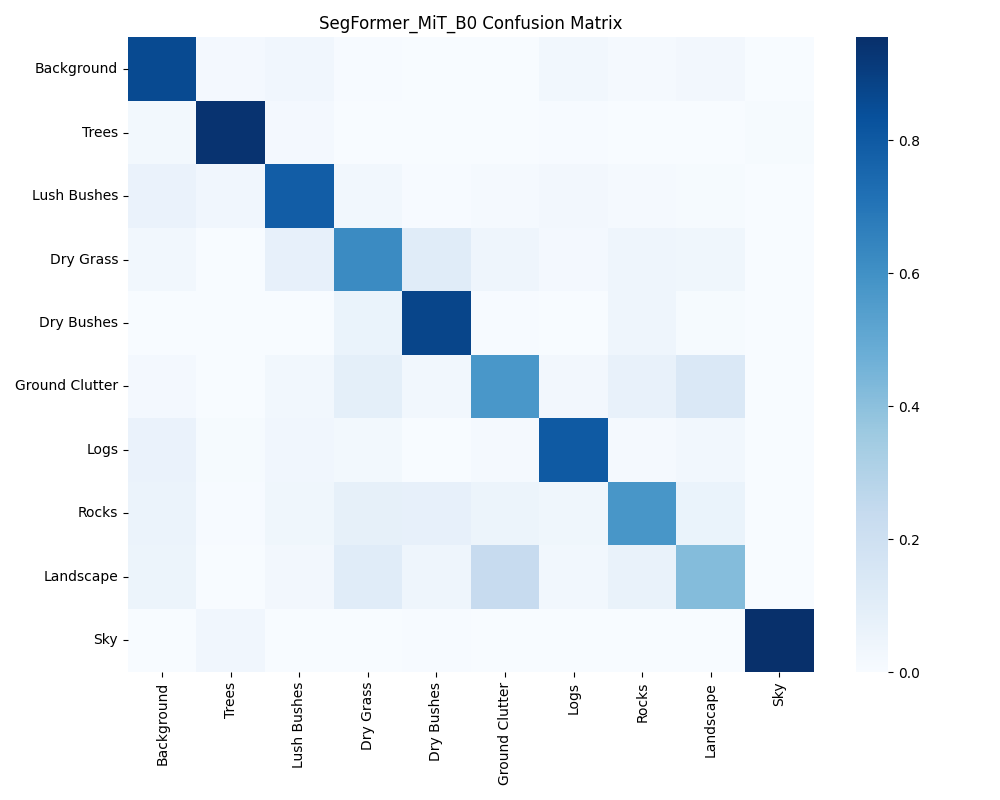 SegFormer_MiT_B0 Confusion Matrix
Background
Trees
Lush Bushes
Dry Grass
Dry Bushes
Ground Clutter
Logs
Rocks
Landscape
Sky
Background
Trees
Lush Bushes
Dry Grass
Dry Bushes
Ground Clutter
Logs
Rocks
Landscape
Sky
0.8
0.6
0.4
0.2
0.0